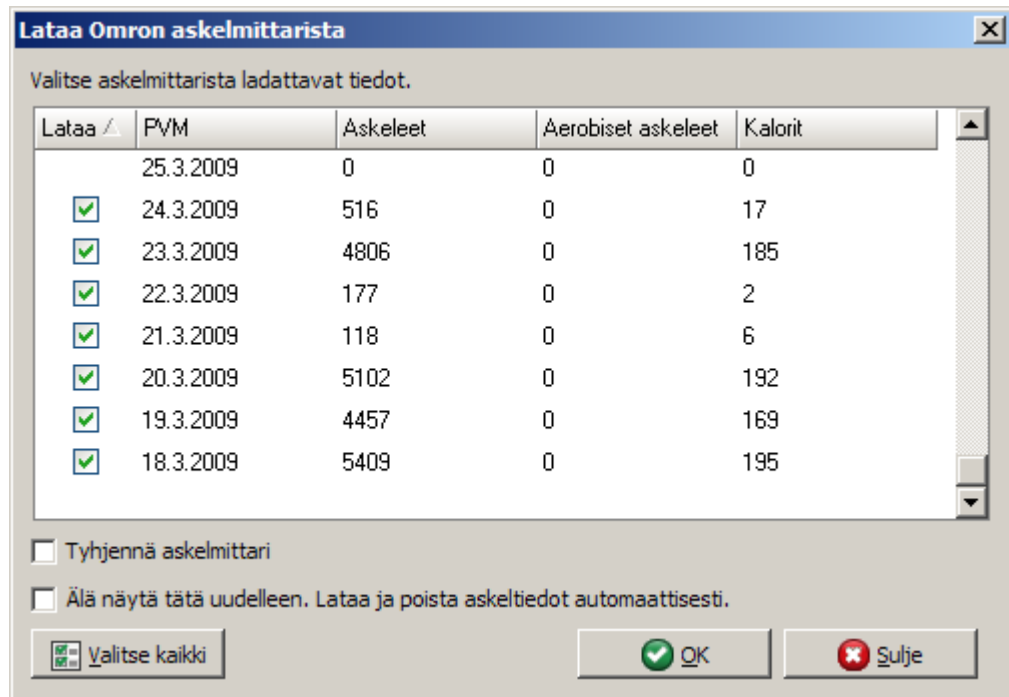 Lataa Omron askelmittarista
Valitse askelmittarista ladattavat tiedot.
Lataa PVM Askeleet Aerobiset askeleet Kalorit
25.3.2009 0 0 0
24.3.2009 516 0 17
23.3.2009 4806 0 185
22.3.2009 177 0 2
21.3.2009 118 0 6
20.3.2009 5102 0 192
19.3.2009 4457 0 169
18.3.2009 5409 0 195
Tyhjennä askelmittari
Älä näytä tätä uudelleen. Lataa ja poista askeltiedot automaattisesti.
Valitse kaikki OK Sulje